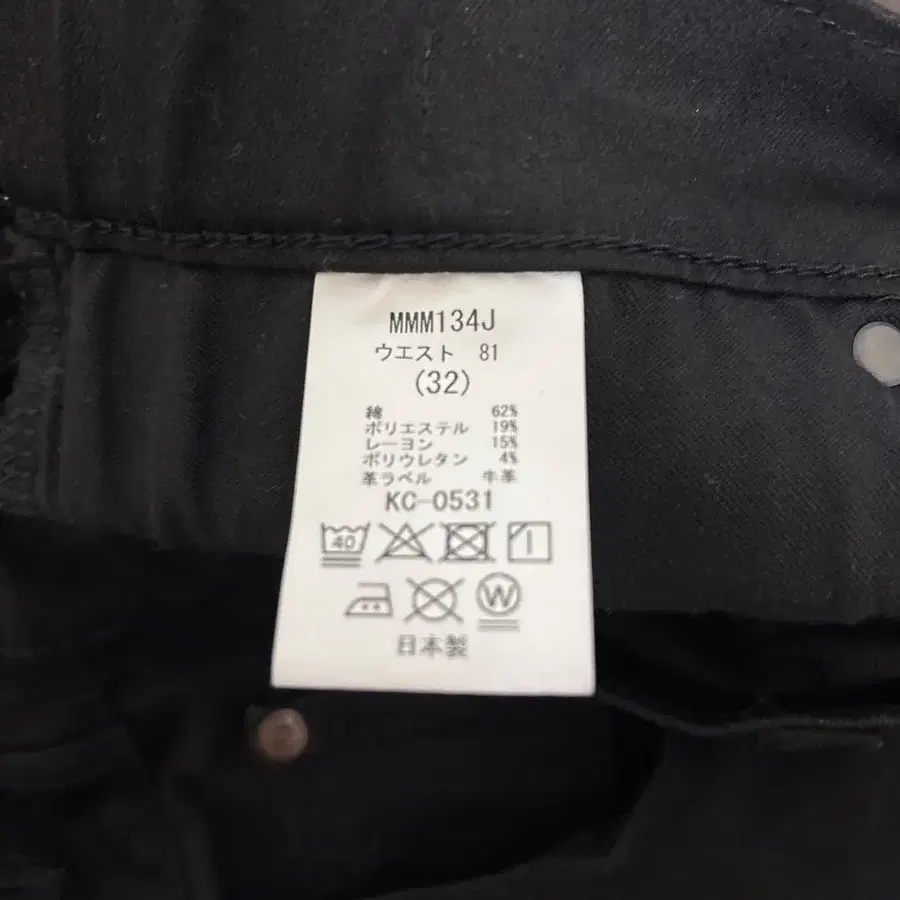 MMM134J
ウエスト 81
(32)
綿 62%
ポリエステル 19%
レーヨン 15%
ポリウレタン 4%
革ラベル 牛革
KC-0531
40
W
日本製